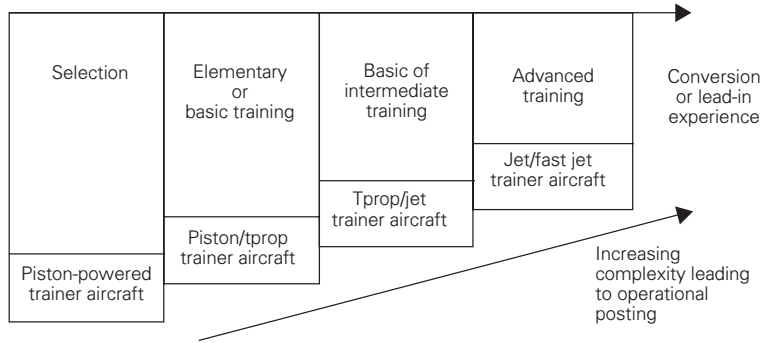 Selection
Elementary
or
basic training
Basic of
intermediate
training
Advanced
training
Conversion
or lead-in
experience
Jet/fast jet
trainer aircraft
Tprop/jet
trainer aircraft
Piston/tprop
trainer aircraft
Piston-powered
trainer aircraft
Increasing
complexity leading
to operational
posting